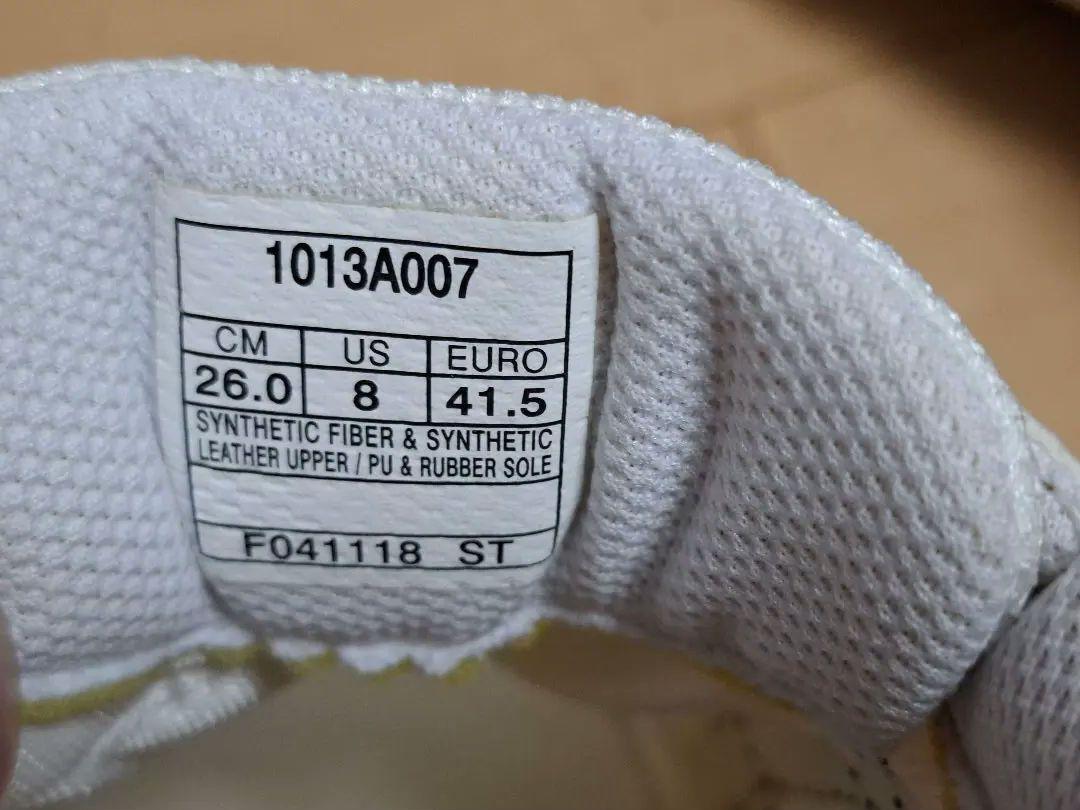 1013A007
CM US EURO
26.0 8 41.5
SYNTHETIC FIBER & SYNTHETIC
LEATHER UPPER / PU & RUBBER SOLE
F041118 ST